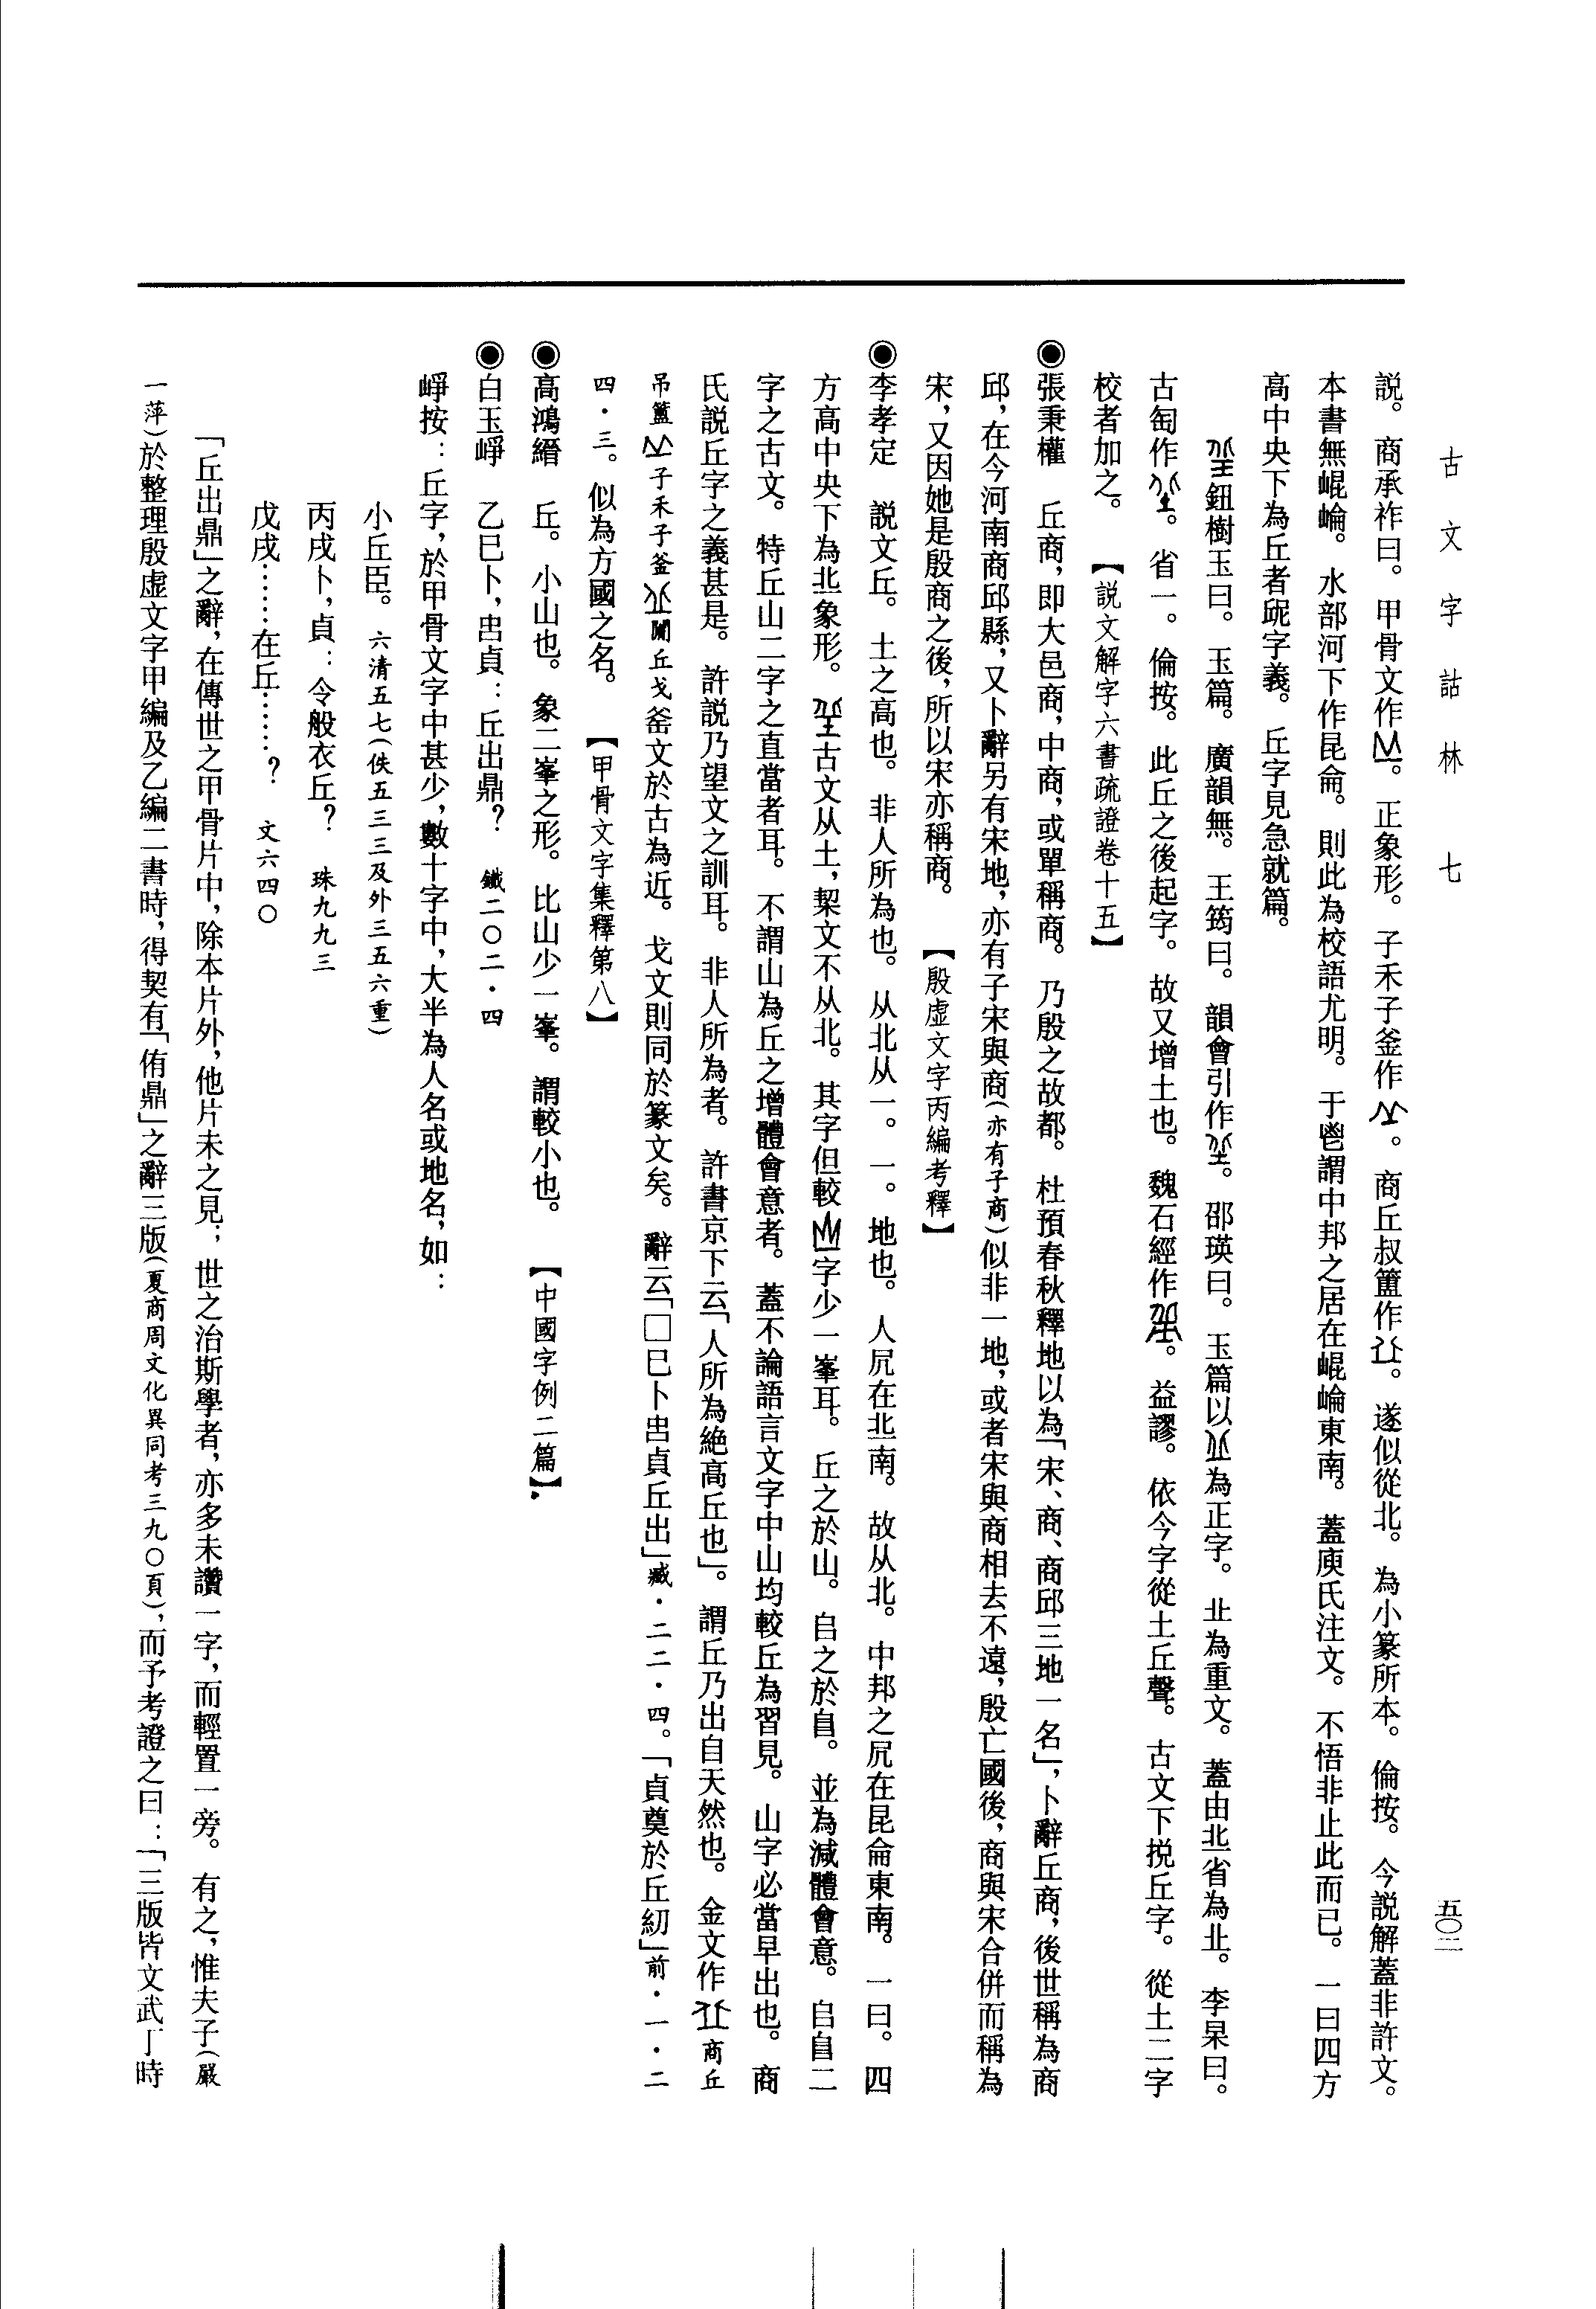 古文字詁林 七
五〇二
説。商承祚曰。甲骨文作。正象形。子禾子釜作。商丘叔簠作。遂似從北。為小篆所本。倫按。今説解蓋非許文。
本書無崐崘。水部河下作昆侖。則此為校語尤明。于鬯謂中邦之居在崐崘東南。蓋庾氏注文。不悟非止此而已。一曰四方
高中央下為丘者𡊣字義。丘字見急就篇。
鈕樹玉曰。玉篇。廣韻無。王筠曰。韻會引作。邵瑛曰。玉篇以為正字。丠為重文。蓋由北省為丠。李杲曰。
古匋作。省一。倫按。此丘之後起字。故又增土也。魏石經作。益謬。依今字從土丘聲。古文下挩丘字。從土二字
校者加之。【説文解字六書疏證卷十五】
◉張秉權　丘商，即大邑商，中商，或單稱商。乃殷之故都。杜預春秋釋地以為「宋、商、商邱三地一名」，卜辭丘商，後世稱為商
邱，在今河南商邱縣，又卜辭另有宋地，亦有子宋與商（亦有子商）似非一地，或者宋與商相去不遠，殷亡國後，商與宋合併而稱為
宋，又因她是殷商之後，所以宋亦稱商。【殷虛文字丙編考釋】
◉李孝定　説文丘。土之高也。非人所為也。从北从一。一。地也。人凥在北南。故从北。中邦之凥在昆侖東南。一曰。四
方高中央下為丠象形。古文从土，栔文不从北。其字但較字少一峯耳。丘之於山。𠂤之於𨸏。並為減體會意。𠂤𨸏二
字之古文。特丘山二字之直當者耳。不謂山為丘之增體會意者。蓋不論語言文字中山均較丘為習見。山字必當早出也。商
氏説丘字之義甚是。許説乃望文之訓耳。非人所為者。許書京下云「人所為絶高丘也」。謂丘乃出自天然也。金文作商丘
弔簠子禾子釜閵丘戈釜文於古為近。戈文則同於篆文矣。辭云「□巳卜𠱠貞丘出」臧・二二・四。「貞奠於丘紉」前・一・二
四・三。似為方國之名。【甲骨文字集釋第八】
◉高鴻縉　丘。小山也。象二峯之形。比山少一峯。謂較小也。【中國字例二篇】
◉白玉崢　乙巳卜，𠱠貞：丘出鼎？　鐵二〇二・四
崢按：丘字，於甲骨文字中甚少，數十字中，大半為人名或地名，如：
小丘臣。　六清五七（佚五三三及外三五六重）
丙戌卜，貞：令般衣丘？　珠九九三
戊戌……在丘……？　文六四〇
「丘出鼎」之辭，在傳世之甲骨片中，除本片外，他片未之見；世之治斯學者，亦多未讚一字，而輕置一旁。有之，惟夫子（嚴
一萍）於整理殷虛文字甲編及乙編二書時，得契有「侑鼎」之辭三版（夏商周文化異同考三九〇頁），而予考證之曰：「三版皆文武丁時